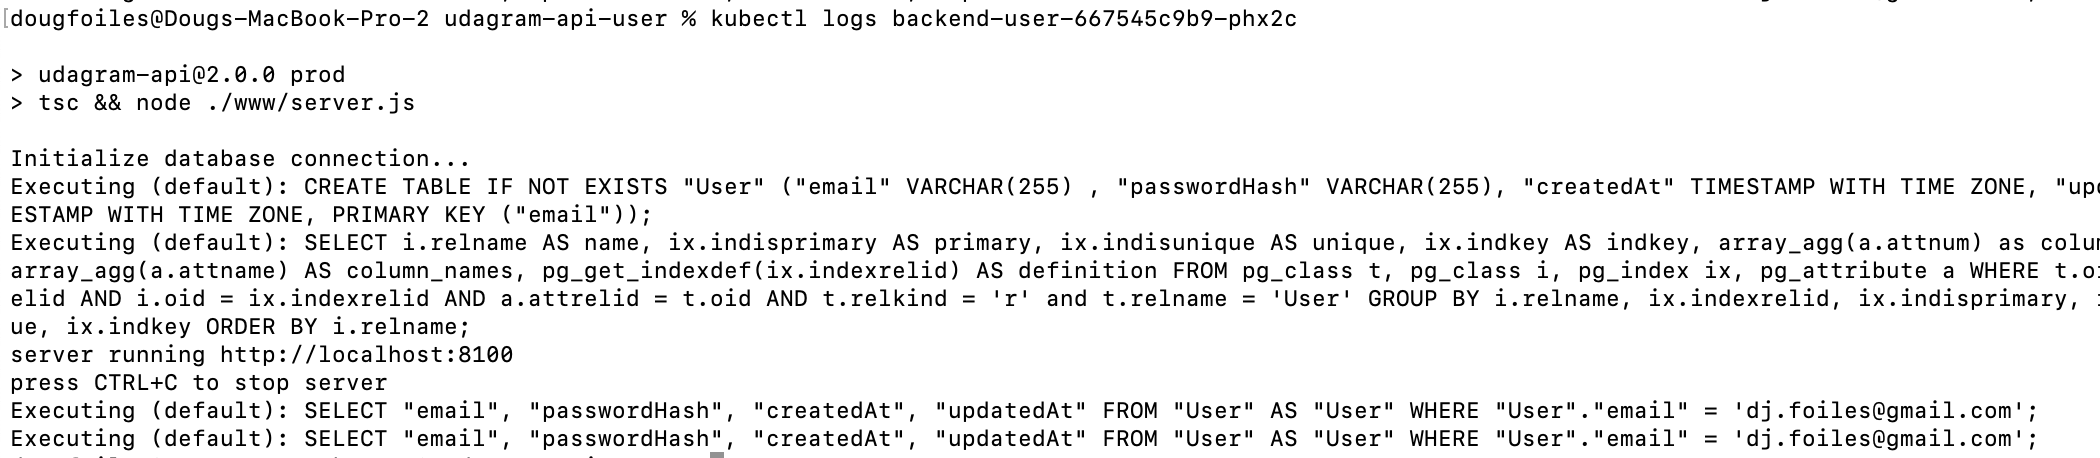 dougfoiles@Dougs-MacBook-Pro-2 udagram-api-user % kubectl logs backend-user-667545c9b9-phx2c
> udagram-api@2.0.0 prod
> tsc && node ./www/server.js
Initialize database connection...
Executing (default): CREATE TABLE IF NOT EXISTS "User" ("email" VARCHAR(255) , "passwordHash" VARCHAR(255), "createdAt" TIMESTAMP WITH TIME ZONE,
ESTAMP WITH TIME ZONE, PRIMARY KEY ("email"));
Executing (default): SELECT i.relname AS name, ix.indisprimary AS primary, ix.indisunique AS unique, ix.indkey AS indkey, array_agg(a.attnum) as
array_agg(a.attname) AS column_names, pg_get_indexdef(ix.indexrelid) AS definition FROM pg_class t, pg_class i, pg_index ix, pg_attribute a WHERE
elid AND i.oid = ix.indexrelid AND a.attrelid = t.oid AND t.relkind = 'r' and t.relname = 'User' GROUP BY i.relname, ix.indexrelid, ix.indisprimary,
ue, ix.indkey ORDER BY i.relname;
server running http://localhost:8100
press CTRL+C to stop server
Executing (default): SELECT "email", "passwordHash", "createdAt", "updatedAt" FROM "User" AS "User" WHERE "User"."email" = 'dj.foiles@gmail.com';
Executing (default): SELECT "email", "passwordHash", "createdAt", "updatedAt" FROM "User" AS "User" WHERE "User"."email" = 'dj.foiles@gmail.com';